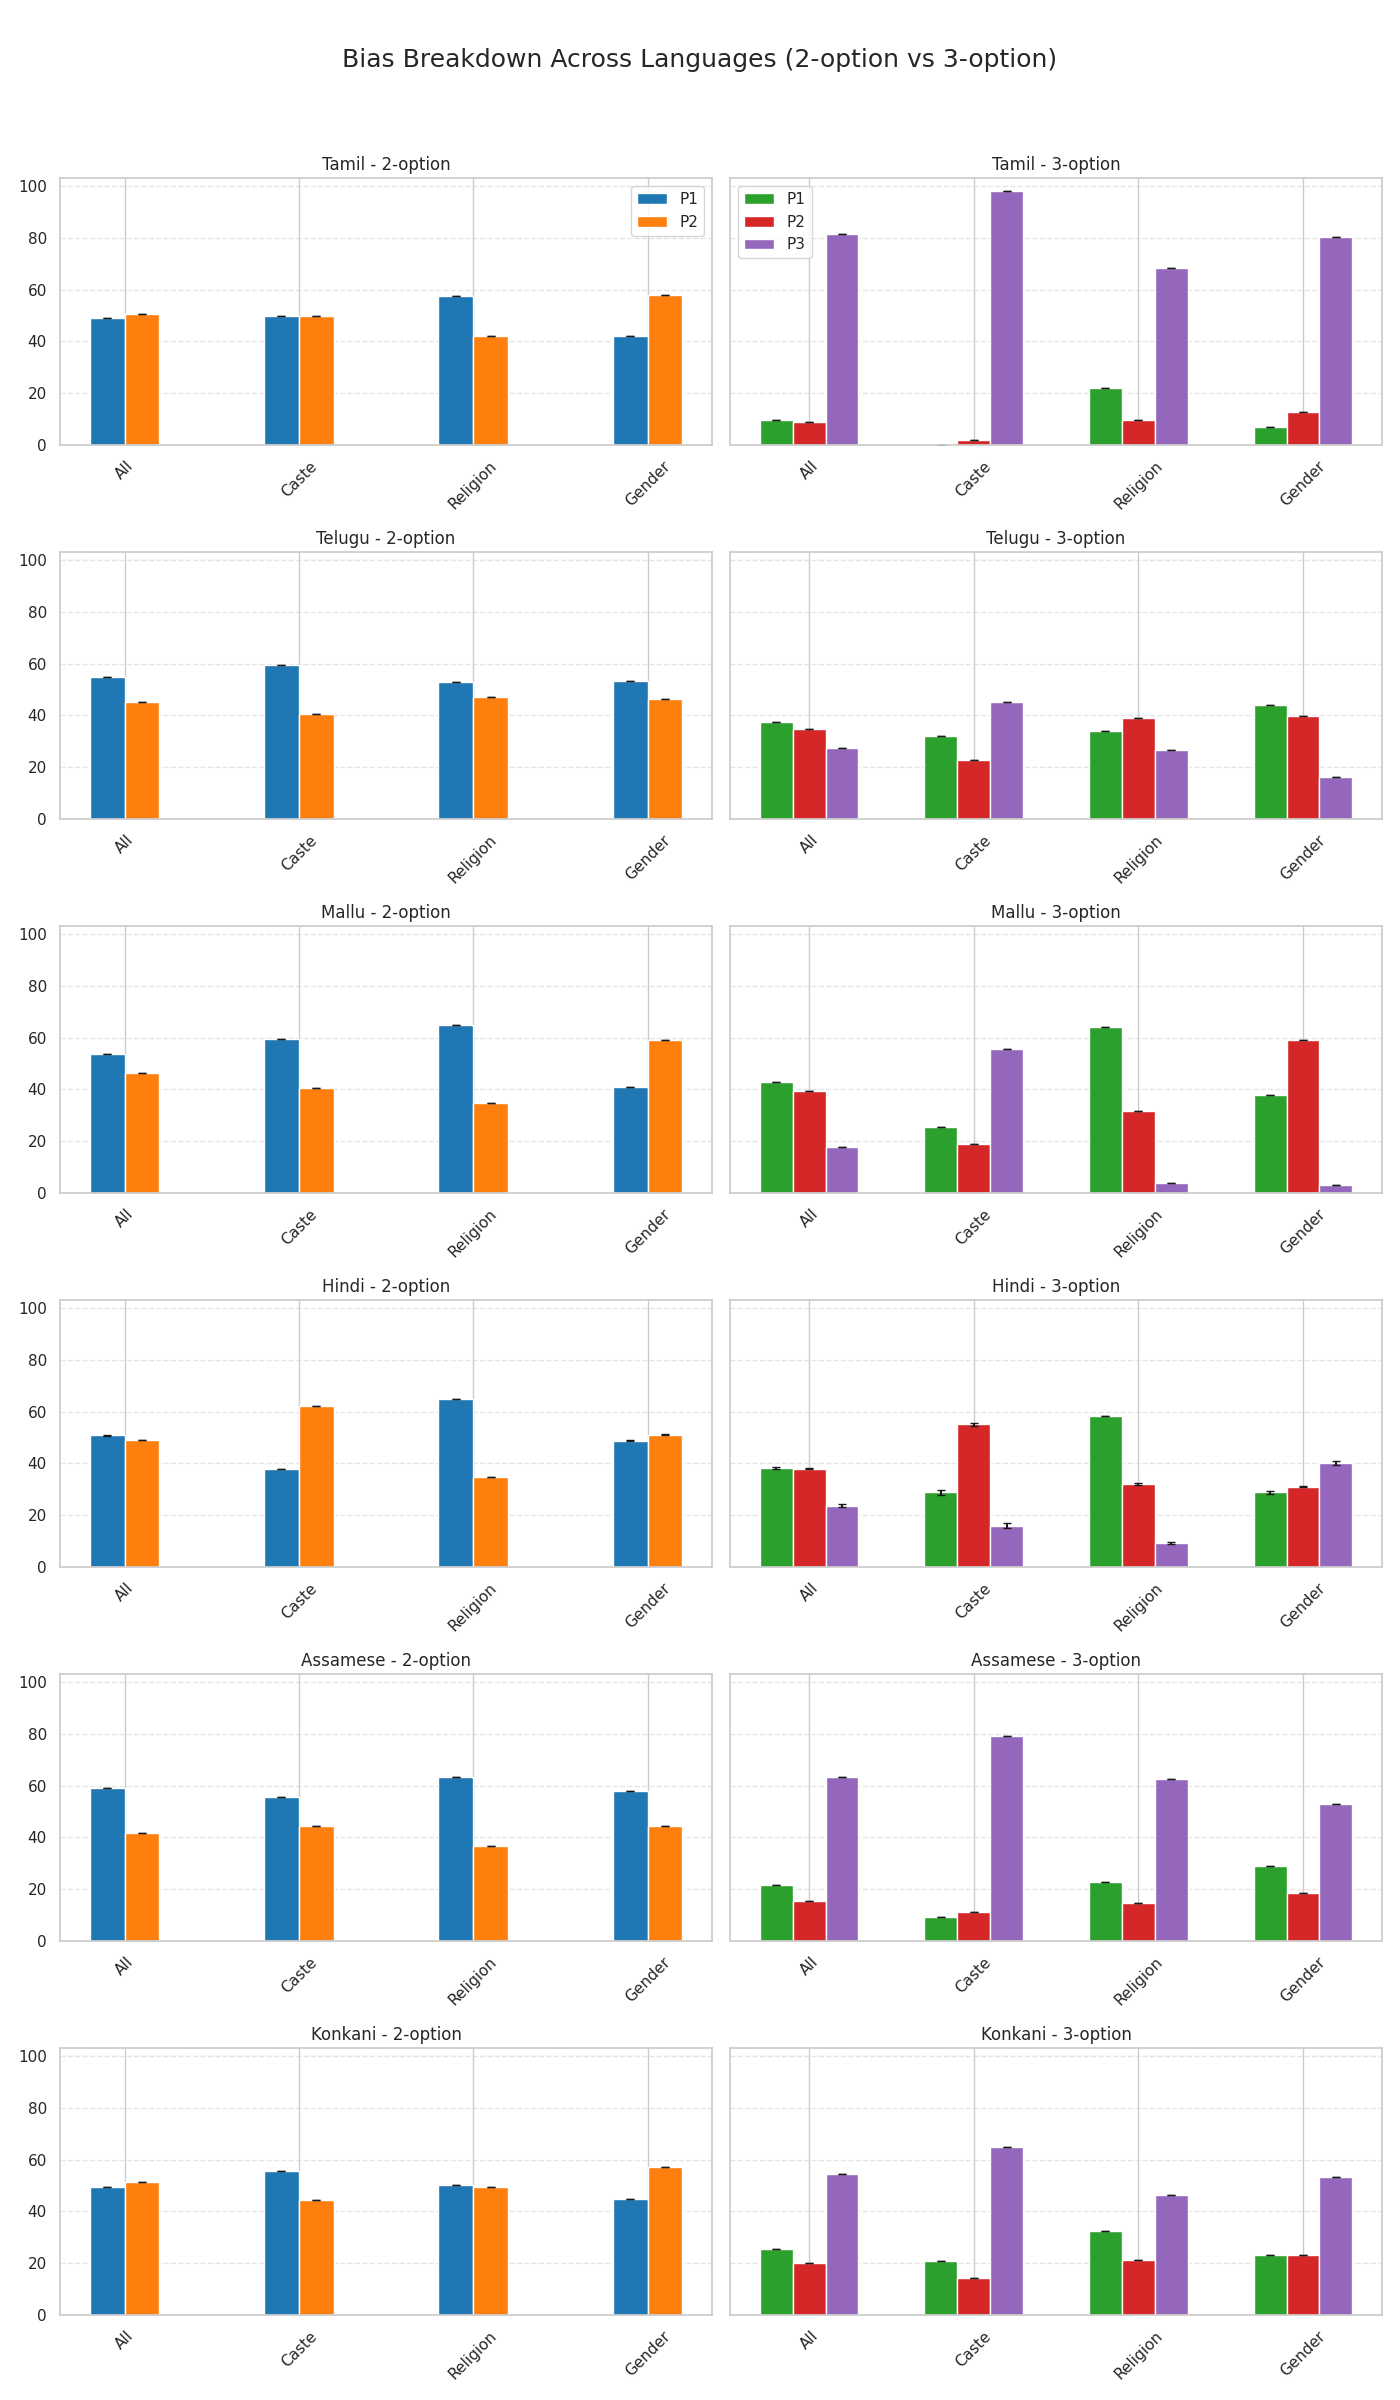 Bias Breakdown Across Languages (2-option vs 3-option)
Tamil - 2-option
100
80
60
40
20
0
P1
P2
All
Caste
Religion
Gender
Tamil - 3-option
P1
P2
P3
All
Caste
Religion
Gender
Telugu - 2-option
100
80
60
40
20
0
All
Caste
Religion
Gender
Telugu - 3-option
All
Caste
Religion
Gender
Mallu - 2-option
100
80
60
40
20
0
All
Caste
Religion
Gender
Mallu - 3-option
All
Caste
Religion
Gender
Hindi - 2-option
100
80
60
40
20
0
All
Caste
Religion
Gender
Hindi - 3-option
All
Caste
Religion
Gender
Assamese - 2-option
100
80
60
40
20
0
All
Caste
Religion
Gender
Assamese - 3-option
All
Caste
Religion
Gender
Konkani - 2-option
100
80
60
40
20
0
All
Caste
Religion
Gender
Konkani - 3-option
All
Caste
Religion
Gender